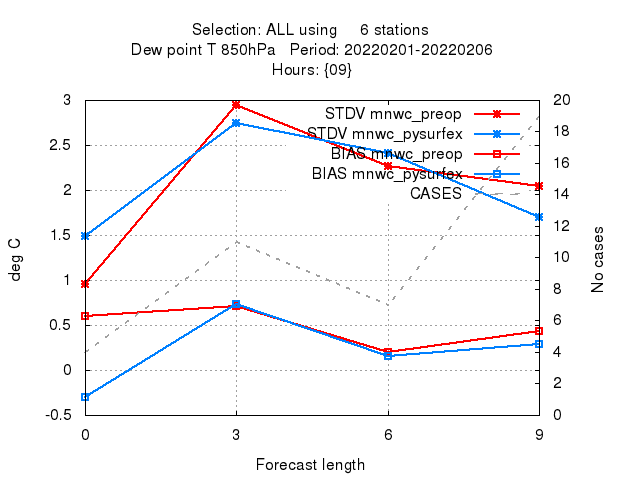 Selection: ALL using 6 stations
Dew point T 850hPa Period: 20220201-20220206
Hours: {09}
STDV mnwc_preop
STDV mnwc_pysurfex
BIAS mnwc_preop
BIAS mnwc_pysurfex
CASES
deg C
3
2.5
2
1.5
1
0.5
0
-0.5
20
18
16
14
12
10
8
6
4
2
0
No cases
0 3 6 9
Forecast length